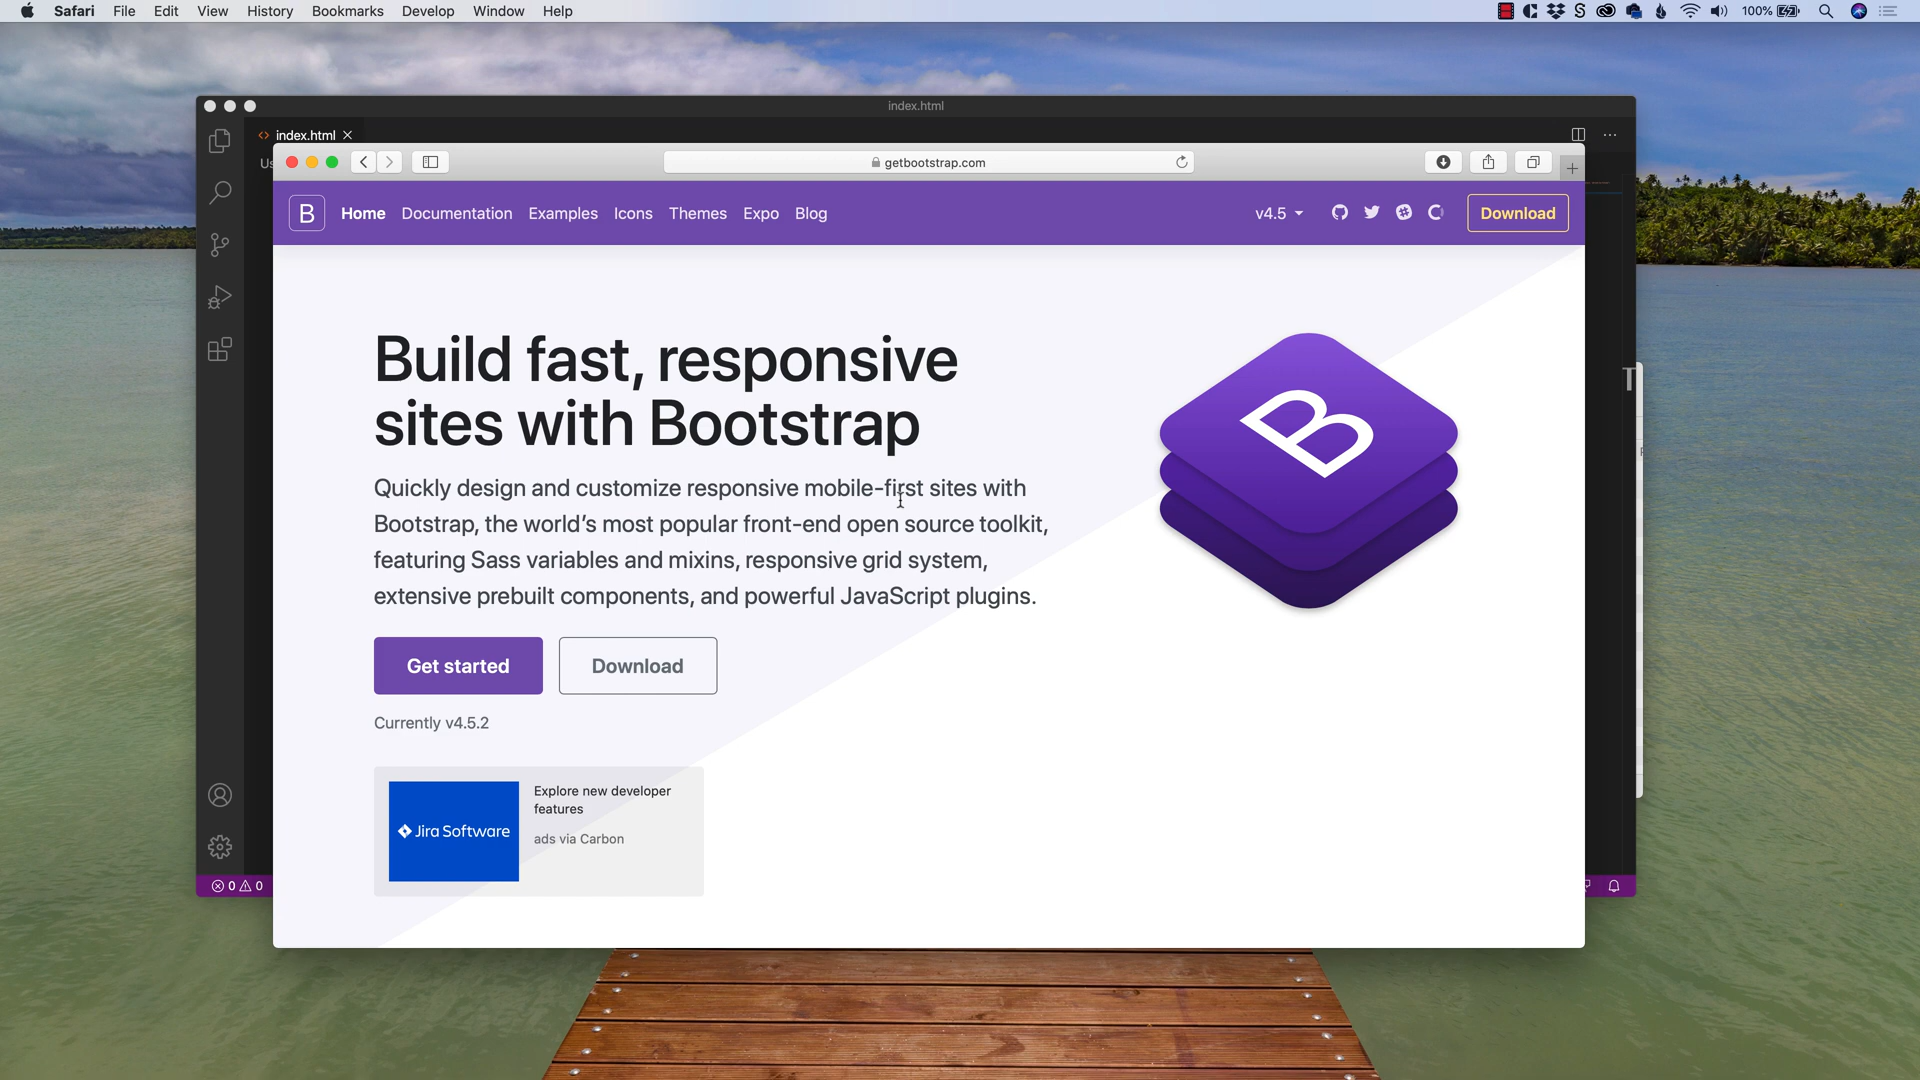 Safari File Edit View History Bookmarks Develop Window Help
100%
index.html
index.html
Us
getbootstrap.com
B Home Documentation Examples Icons Themes Expo Blog
v4.5
Download
Build fast, responsive
sites with Bootstrap
Quickly design and customize responsive mobile-first sites with
Bootstrap, the world's most popular front-end open source toolkit,
featuring Sass variables and mixins, responsive grid system,
extensive prebuilt components, and powerful JavaScript plugins.
B
T
Get started
Download
Currently v4.5.2
Jira Software
Explore new developer
features
ads via Carbon
0 0